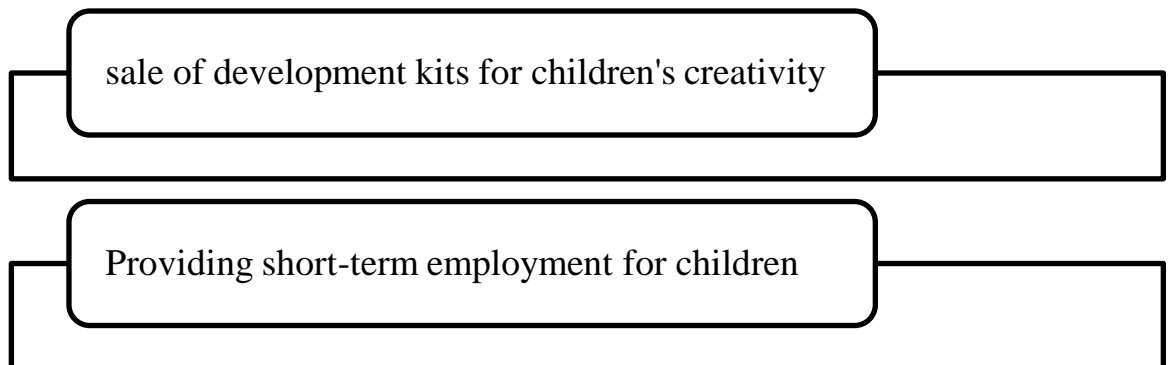 sale of development kits for children's creativity
Providing short-term employment for children